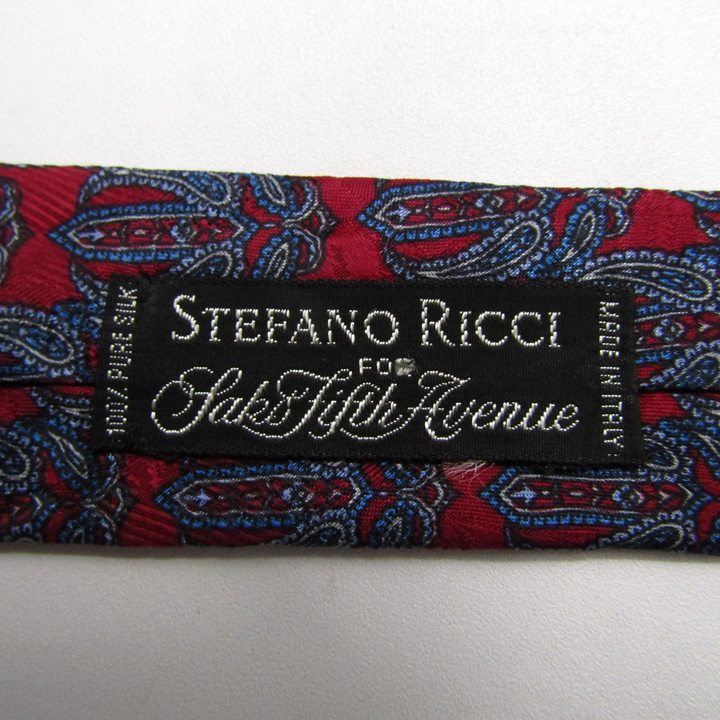 STEFANO RICCI
FOR
Saks Fifth Avenue
100% PURE SILK
MADE IN ITALY